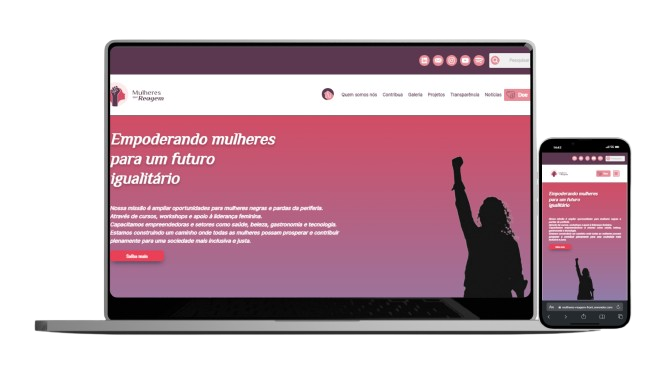 Pesquisar
Mulheres
que Reagem
Quem somos nós Contribua Galeria Projetos Transparência Notícias Doe
Empoderando mulheres
para um futuro
igualitário
Nossa missão é ampliar oportunidades para mulheres negras e pardas da periferia.
Através de cursos, workshops e apoio à liderança feminina.
Capacitamos empreendedoras e setores como saúde, beleza, gastronomia e tecnologia.
Estamos construindo um caminho onde todas as mulheres possam prosperar e contribuir
plenamente para uma sociedade mais inclusiva e justa.
Saiba mais
Empoderando mulheres
para um futuro
igualitário